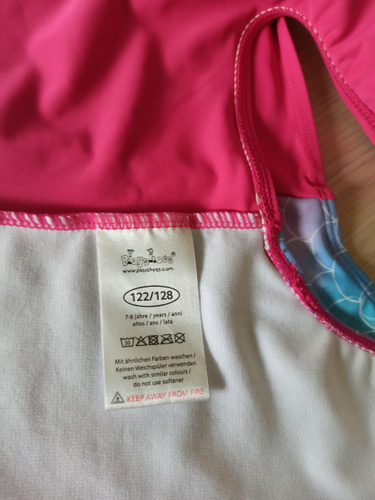 Playshoes
www.playshoes.com
122/128
7-8 Jahre / years / anni
años / ans / lata
30
Mit ähnlichen Farben waschen/
Keinen Weichspüler verwenden
wash with similar colours /
do not use softener
KEEP AWAY FROM FIRE